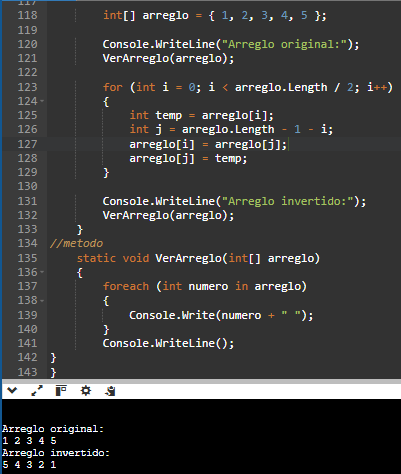 117
118 int[] arreglo = { 1, 2, 3, 4, 5 };
119
120 Console.WriteLine("Arreglo original:");
121 VerArreglo(arreglo);
122
123 for (int i = 0; i < arreglo.Length / 2; i++)
124 {
125 int temp = arreglo[i];
126 int j = arreglo.Length - 1 - i;
127 arreglo[i] = arreglo[j];
128 arreglo[j] = temp;
129 }
130
131 Console.WriteLine("Arreglo invertido:");
132 VerArreglo(arreglo);
133 }
134 //metodo
135 static void VerArreglo(int[] arreglo)
136 {
137 foreach (int numero in arreglo)
138 {
139 Console.Write(numero + " ");
140 }
141 Console.WriteLine();
142 }
143 }
Arreglo original:
1 2 3 4 5
Arreglo invertido:
5 4 3 2 1